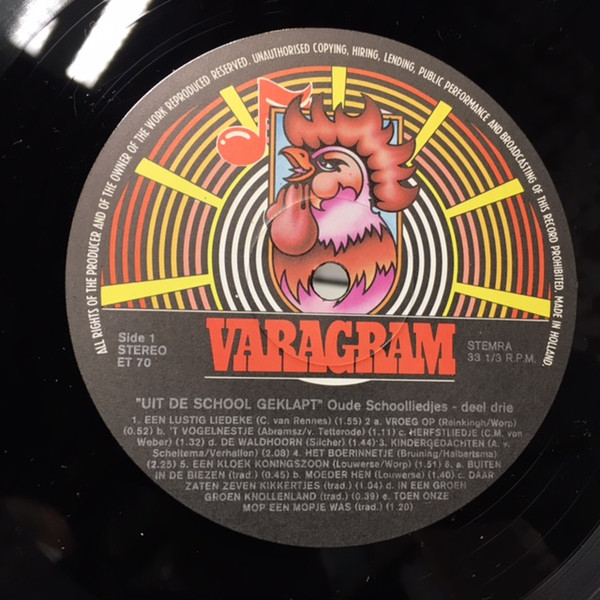 ALL RIGHTS OF THE PRODUCER AND OF THE OWNER OF THE WORK REPRODUCED RESERVED. UNAUTHORISED COPYING, HIRING, LENDING, PUBLIC PERFORMANCE AND BROADCASTING OF THIS RECORD PROHIBITED. MADE IN HOLLAND.
VARAGRAM
Side 1
STEREO
ET 70
STEMRA
33 1/3 R.P.M.
"UIT DE SCHOOL GEKLAPT" Oude Schoolliedjes - deel drie
1. EEN LUSTIG LIEDEKE (C. van Rennes) (1.55) 2 a. VROEG OP (Reinkingh/Worp)
(0.52) b. 'T VOGELNESTJE (Abramsz/v. Tetterode) (1.11) c. HERFSTLIEDJE (C.M. von
Weber) (1.32) d. DE WALDHOORN (Silcher) (1.44) 3. KINDERGEDACHTEN (A. v.
Scheltema/Verhallen) (2.08) 4. HET BOERINNETJE (Bruining/Halbertsma)
(2.25) 5. EEN KLOEK KONINGSZOON (Louwerse/Worp) (1.51) 6. a. BUITEN
IN DE BIEZEN (trad.) (0.45) b. MOEDER HEN (Louwerse) (1.40) c. DAAR
ZATEN ZEVEN KIKKERTJES (trad.) (1.04) d. IN EEN GROEN
GROEN KNOLLENLAND (trad.) (0.39) e. TOEN ONZE
MOP EEN MOPJE WAS (trad.) (1.20)